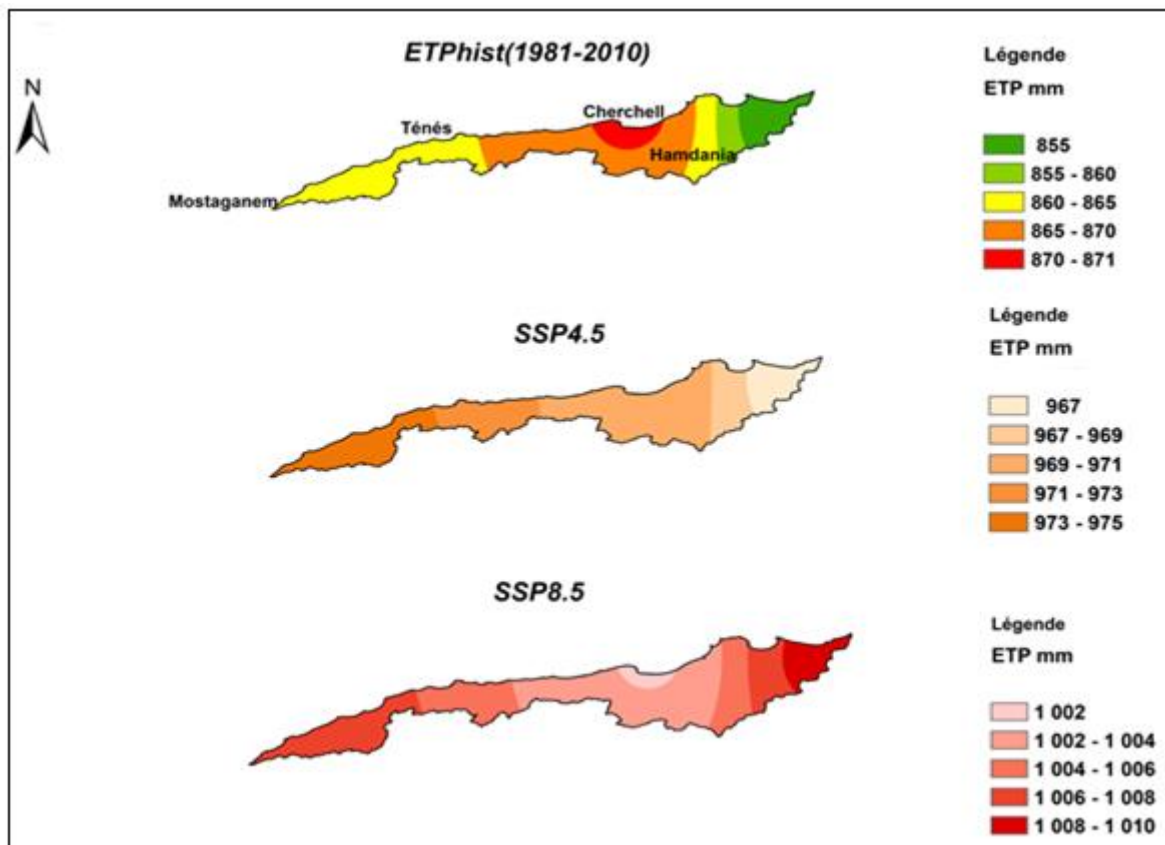 ETPhist(1981-2010)
N
Cherchell
Ténés
Hamdania
Mostaganem
Légende
ETP mm
855
855 - 860
860 - 865
865 - 870
870 - 871
SSP4.5
Légende
ETP mm
967
967 - 969
969 - 971
971 - 973
973 - 975
SSP8.5
Légende
ETP mm
1 002
1 002 - 1 004
1 004 - 1 006
1 006 - 1 008
1 008 - 1 010